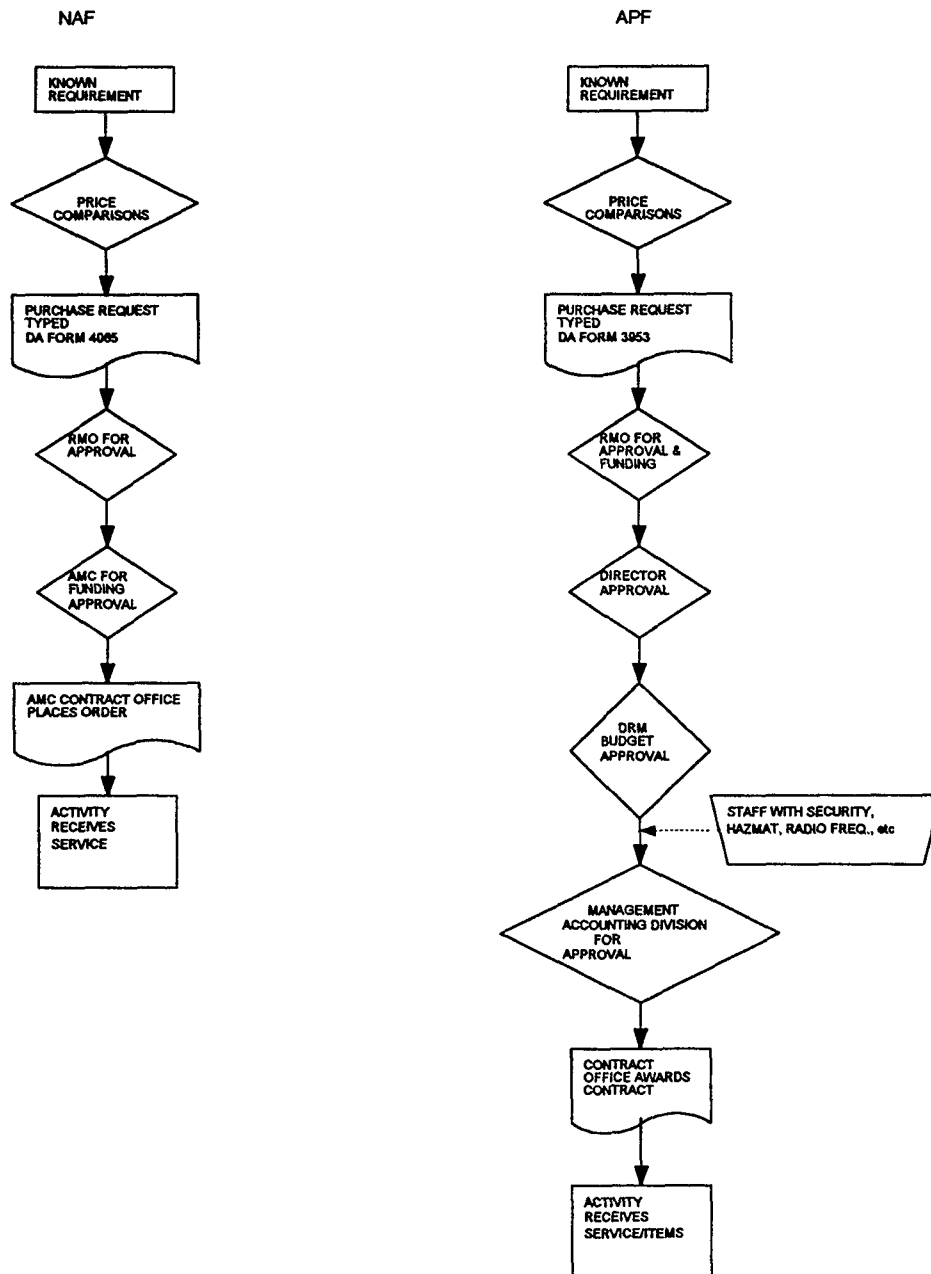 NAF
KNOWN
REQUIREMENT
PRICE
COMPARISONS
PURCHASE REQUEST
TYPED
DA FORM 4065
RMO FOR
APPROVAL
AMC FOR
FUNDING
APPROVAL
AMC CONTRACT OFFICE
PLACES ORDER
ACTIVITY
RECEIVES
SERVICE
APF
KNOWN
REQUIREMENT
PRICE
COMPARISONS
PURCHASE REQUEST
TYPED
DA FORM 3953
RMO FOR
APPROVAL &
FUNDING
DIRECTOR
APPROVAL
DRM
BUDGET
APPROVAL
STAFF WITH SECURITY,
HAZMAT, RADIO FREQ., etc
MANAGEMENT
ACCOUNTING DIVISION
FOR
APPROVAL
CONTRACT
OFFICE AWARDS
CONTRACT
ACTIVITY
RECEIVES
SERVICE/ITEMS